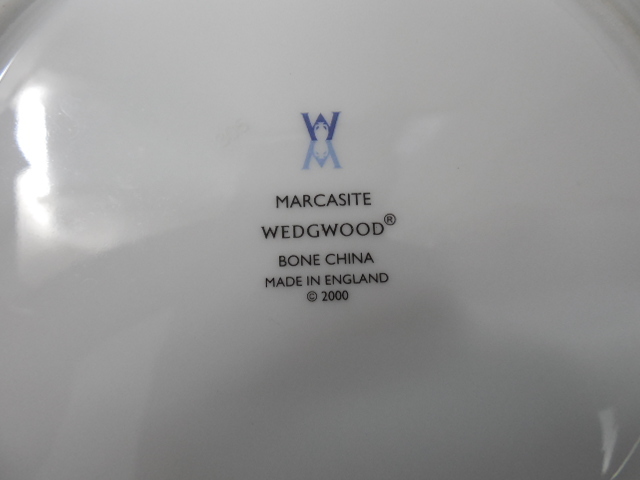 W
MARCASITE
WEDGWOOD®
BONE CHINA
MADE IN ENGLAND
© 2000